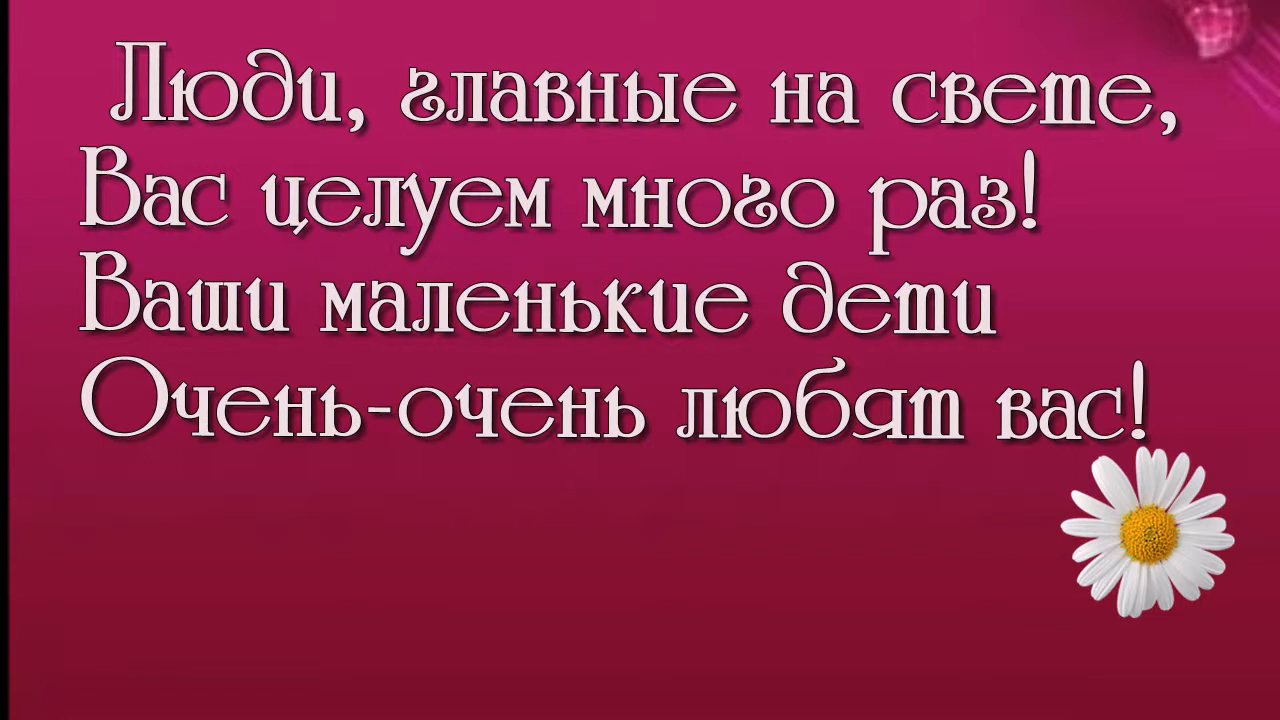 Люди, главные на свете,
Вас целуем много раз!
Ваши маленькие дети
Очень-очень любят вас!